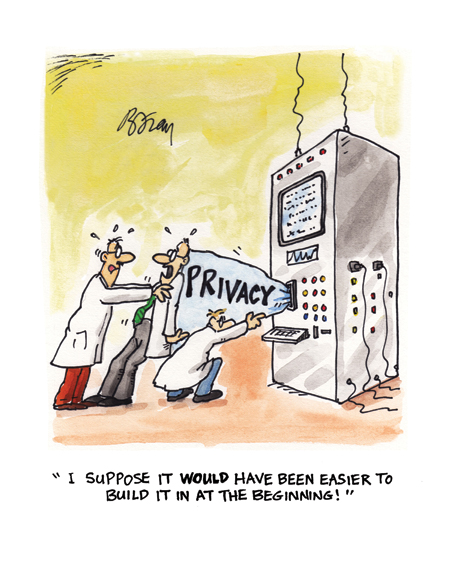 PRIVACY
" I SUPPOSE IT WOULD HAVE BEEN EASIER TO
BUILD IT IN AT THE BEGINNING! "